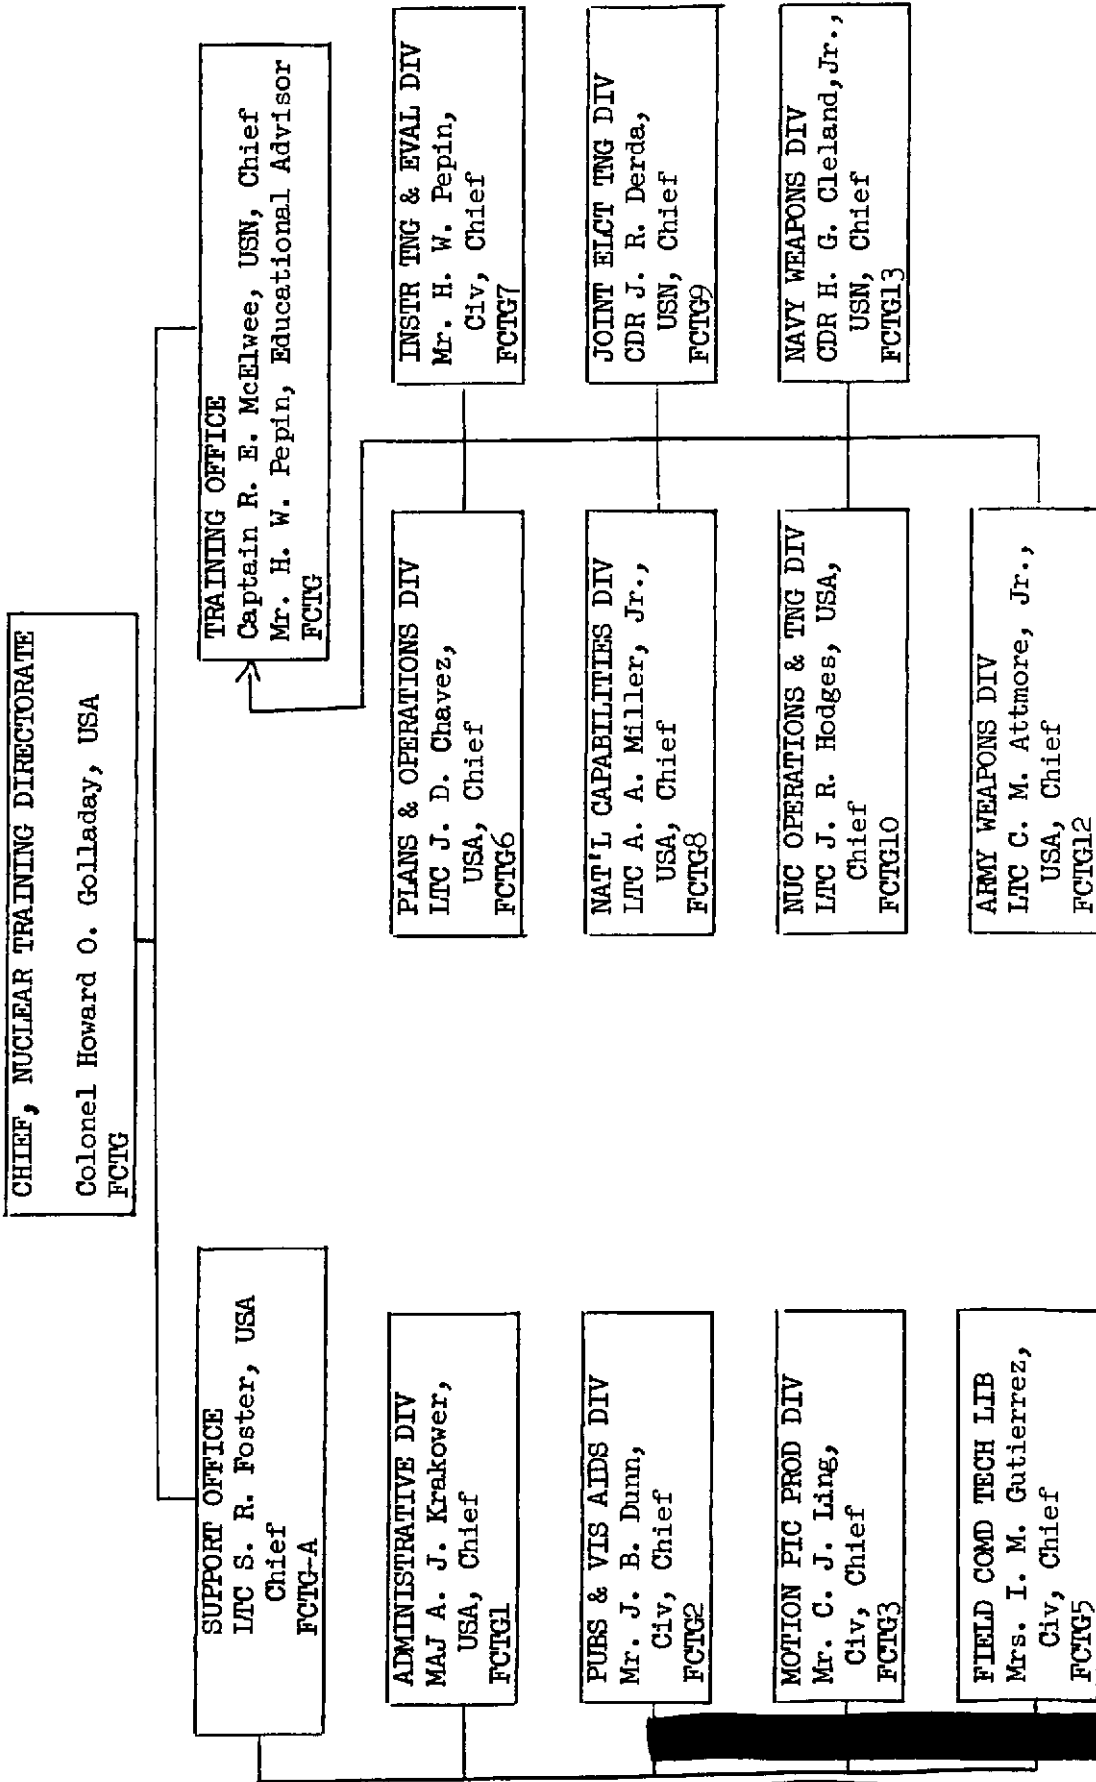 CHIEF, NUCLEAR TRAINING DIRECTORATE
Colonel Howard O. Golladay, USA
FCTG
SUPPORT OFFICE
LTC S. R. Foster, USA
Chief
FCTG-A
TRAINING OFFICE
Captain R. E. McElwee, USN, Chief
Mr. H. W. Pepin, Educational Advisor
FCTG
ADMINISTRATIVE DIV
MAJ A. J. Krakower,
USA, Chief
FCTG1
PUBS & VIS AIDS DIV
Mr. J. B. Dunn,
Civ, Chief
FCTG2
MOTION PIC PROD DIV
Mr. C. J. Ling,
Civ, Chief
FCTG3
FIELD COMD TECH LIB
Mrs. I. M. Gutierrez,
Civ, Chief
FCTG5
PLANS & OPERATIONS DIV
LTC J. D. Chavez,
USA, Chief
FCTG6
INSTR TNG & EVAL DIV
Mr. H. W. Pepin,
Civ, Chief
FCTG7
NAT'L CAPABILITIES DIV
LTC A. A. Miller, Jr.,
USA, Chief
FCTG8
JOINT ELCT TNG DIV
CDR J. R. Derda,
USN, Chief
FCTG9
NUC OPERATIONS & TNG DIV
LTC J. R. Hodges, USA,
Chief
FCTG10
NAVY WEAPONS DIV
CDR H. G. Cleland,Jr.,
USN, Chief
FCTG13
ARMY WEAPONS DIV
LTC C. M. Attmore, Jr.,
USA, Chief
FCTG12